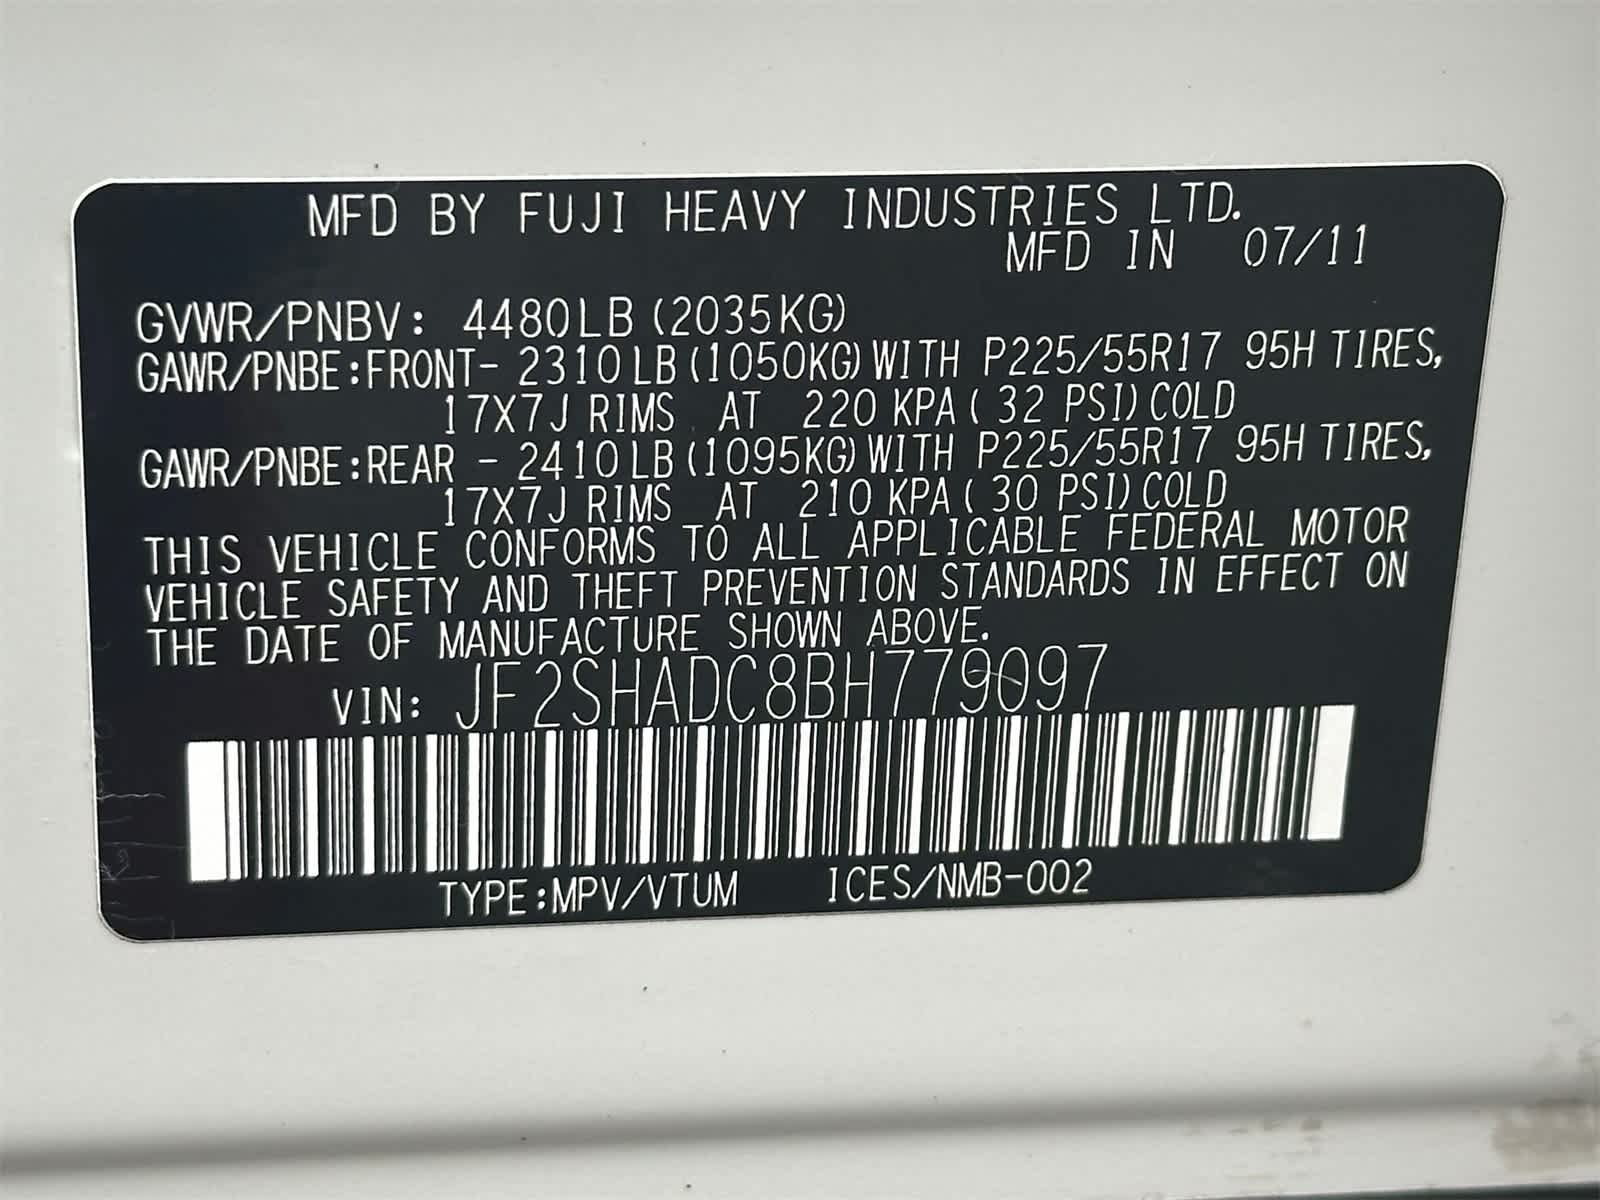 MFD BY FUJI HEAVY INDUSTRIES LTD.
MFD IN 07/11
GVWR/PNBV: 4480LB (2035KG)
GAWR/PNBE:FRONT- 2310LB (1050KG) WITH P225/55R17 95H TIRES,
17X7J RIMS AT 220 KPA ( 32 PSI) COLD
GAWR/PNBE:REAR - 2410LB (1095KG) WITH P225/55R17 95H TIRES,
17X7J RIMS AT 210 KPA ( 30 PSI) COLD
THIS VEHICLE CONFORMS TO ALL APPLICABLE FEDERAL MOTOR
VEHICLE SAFETY AND THEFT PREVENTION STANDARDS IN EFFECT ON
THE DATE OF MANUFACTURE SHOWN ABOVE.
VIN: JF2SHADC8BH779097
TYPE:MPV/VTUM ICES/NMB-002